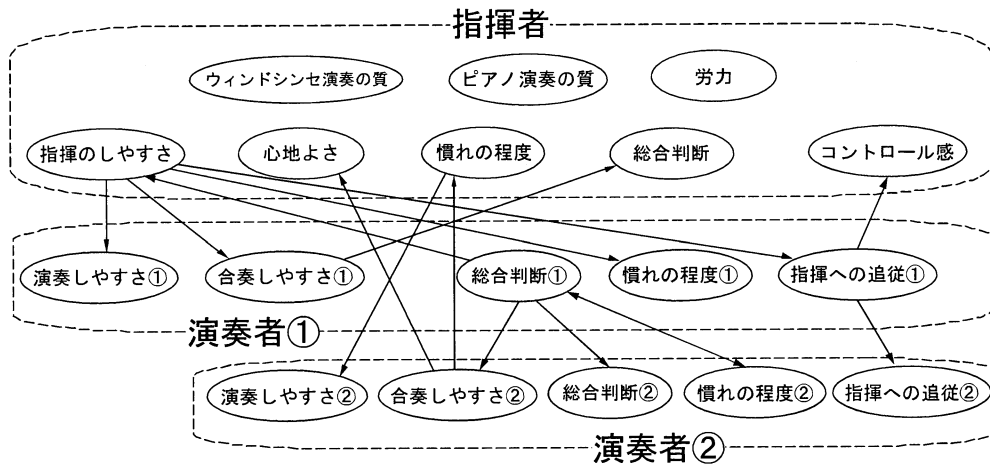 指揮者
ウィンドシンセ演奏の質
ピアノ演奏の質
労力
指揮のしやすさ
心地よさ
慣れの程度
総合判断
コントロール感
演奏しやすさ①
合奏しやすさ①
総合判断①
慣れの程度①
指揮への追従①
演奏者①
演奏しやすさ②
合奏しやすさ②
総合判断②
慣れの程度②
指揮への追従②
演奏者②